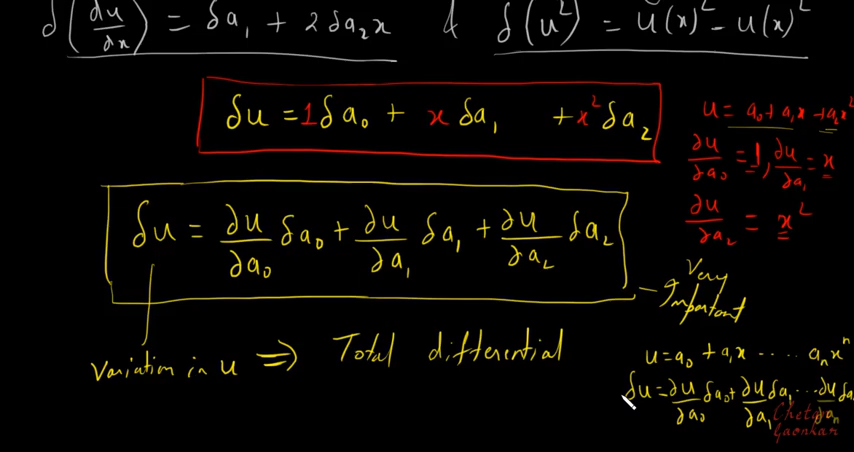 δ(du/dx) = δa₁ + 2δa₂x & δ(u²) = ū(x)² − u(x)²
δu = 1δa₀ + x δa₁ + x² δa₂
u = a₀ + a₁x + a₂x²
∂u/∂a₀ = 1, ∂u/∂a₁ = x
∂u/∂a₂ = x²
δu = ∂u/∂a₀ δa₀ + ∂u/∂a₁ δa₁ + ∂u/∂a₂ δa₂
Very
Important
Variation in u ⇒ Total differential
u = a₀ + a₁x ..... aₙxⁿ
δu = ∂u/∂a₀ δa₀ + ∂u/∂a₁ δa₁ ... ∂u/∂aₙ δa
Chetan
Gaonkar